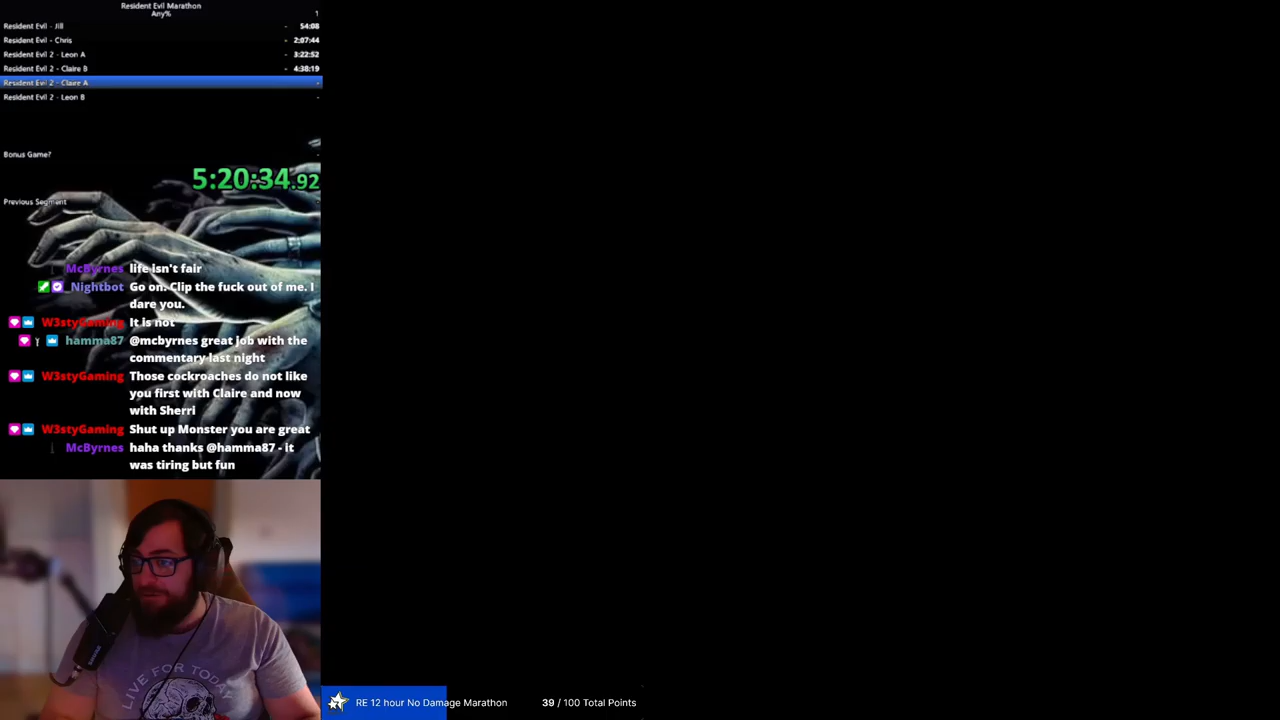 Resident Evil Marathon
Any%
1
Resident Evil - Jill - 54:08
Resident Evil - Chris - 2:07:44
Resident Evil 2 - Leon A - 3:22:52
Resident Evil 2 - Claire B - 4:38:19
Resident Evil 2 - Claire A -
Resident Evil 2 - Leon B -
Bonus Game? -
5:20:34.92
Previous Segment -
McByrnes life isn't fair
Nightbot Go on. Clip the fuck out of me. I
dare you.
W3styGaming It is not
hamma87 @mcbyrnes great job with the
commentary last night
W3styGaming Those cockroaches do not like
you first with Claire and now
with Sherri
W3styGaming Shut up Monster you are great
McByrnes haha thanks @hamma87 - it
was tiring but fun
LIVE FOR TODAY
RE 12 hour No Damage Marathon 39 / 100 Total Points